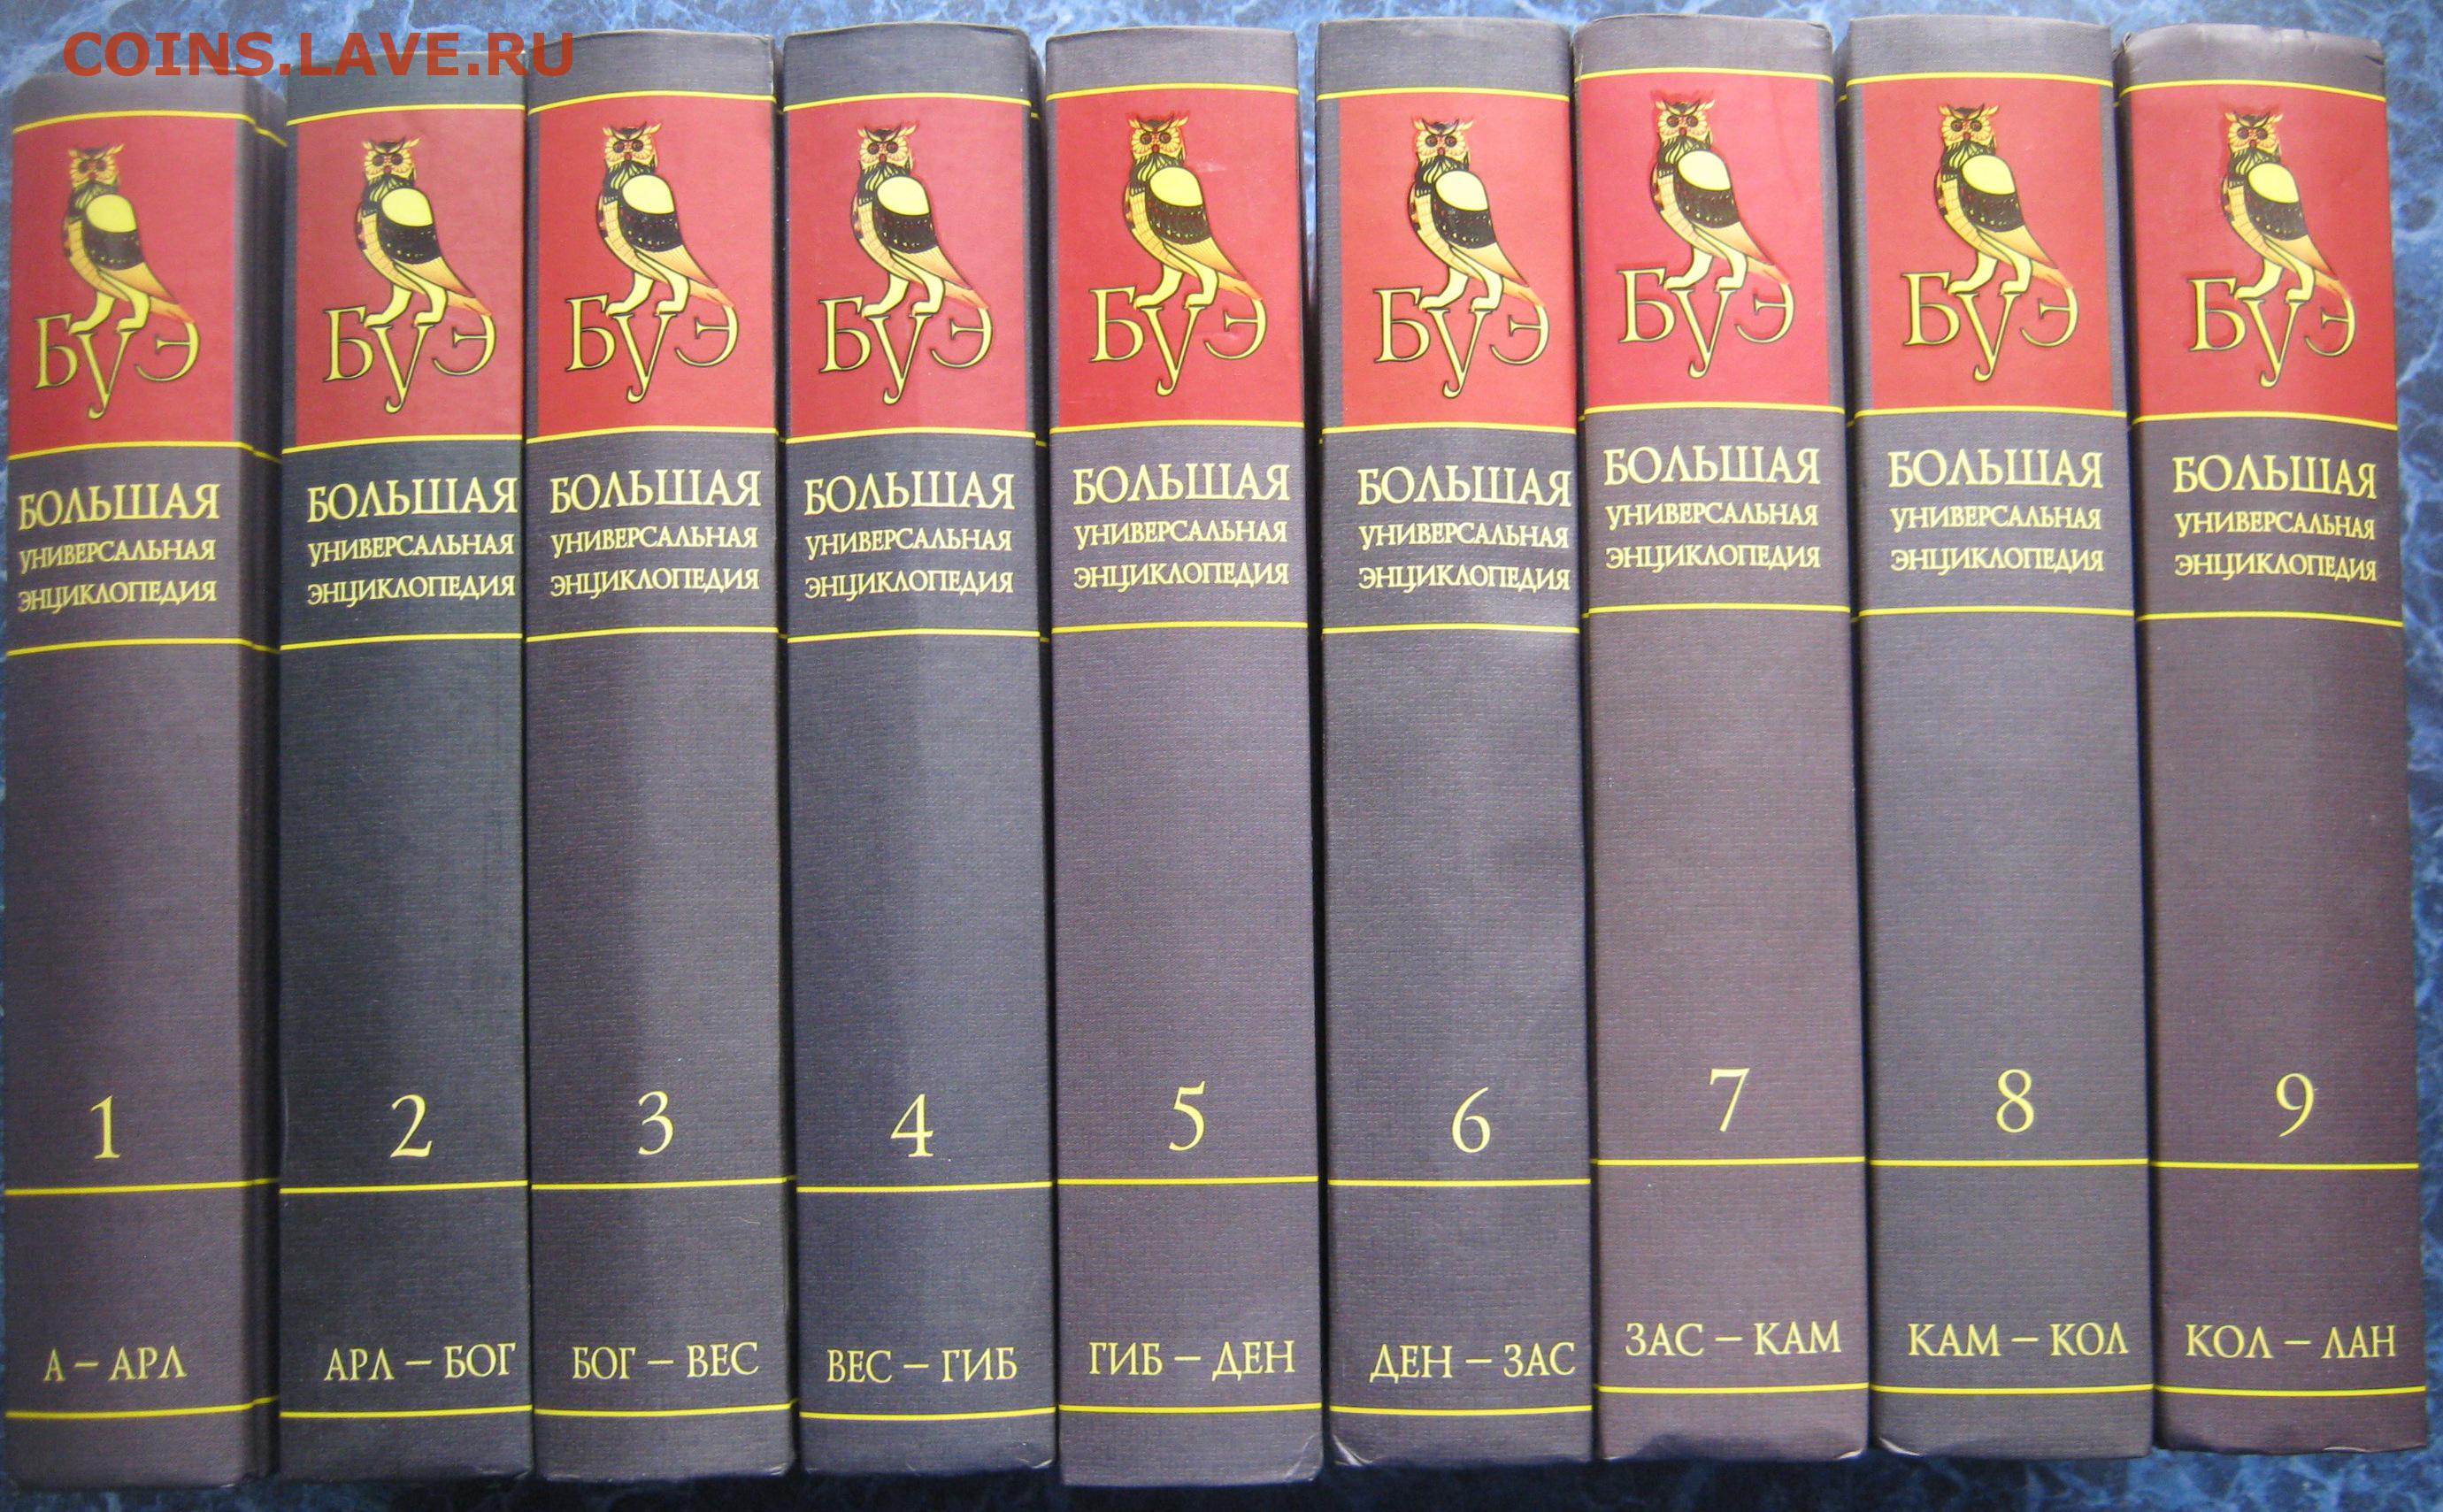 COINS.LAVE.RU
БУЭ
БОЛЬШАЯ
УНИВЕРСАЛЬНАЯ
ЭНЦИКЛОПЕДИЯ
1
А – АРЛ
БУЭ
БОЛЬШАЯ
УНИВЕРСАЛЬНАЯ
ЭНЦИКЛОПЕДИЯ
2
АРЛ – БОГ
БУЭ
БОЛЬШАЯ
УНИВЕРСАЛЬНАЯ
ЭНЦИКЛОПЕДИЯ
3
БОГ – ВЕС
БУЭ
БОЛЬШАЯ
УНИВЕРСАЛЬНАЯ
ЭНЦИКЛОПЕДИЯ
4
ВЕС – ГИБ
БУЭ
БОЛЬШАЯ
УНИВЕРСАЛЬНАЯ
ЭНЦИКЛОПЕДИЯ
5
ГИБ – ДЕН
БУЭ
БОЛЬШАЯ
УНИВЕРСАЛЬНАЯ
ЭНЦИКЛОПЕДИЯ
6
ДЕН – ЗАС
БУЭ
БОЛЬШАЯ
УНИВЕРСАЛЬНАЯ
ЭНЦИКЛОПЕДИЯ
7
ЗАС – КАМ
БУЭ
БОЛЬШАЯ
УНИВЕРСАЛЬНАЯ
ЭНЦИКЛОПЕДИЯ
8
КАМ – КОЛ
БУЭ
БОЛЬШАЯ
УНИВЕРСАЛЬНАЯ
ЭНЦИКЛОПЕДИЯ
9
КОЛ – ЛАН